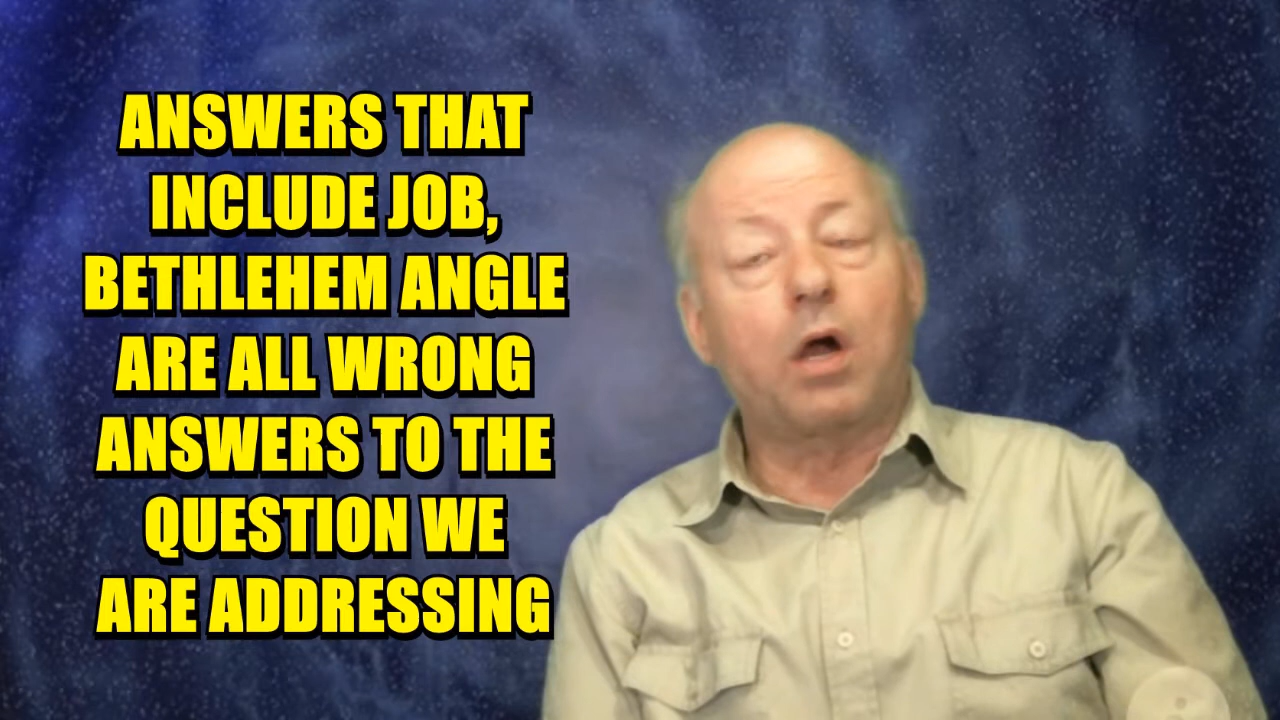 ANSWERS THAT
INCLUDE JOB,
BETHLEHEM ANGLE
ARE ALL WRONG
ANSWERS TO THE
QUESTION WE
ARE ADDRESSING